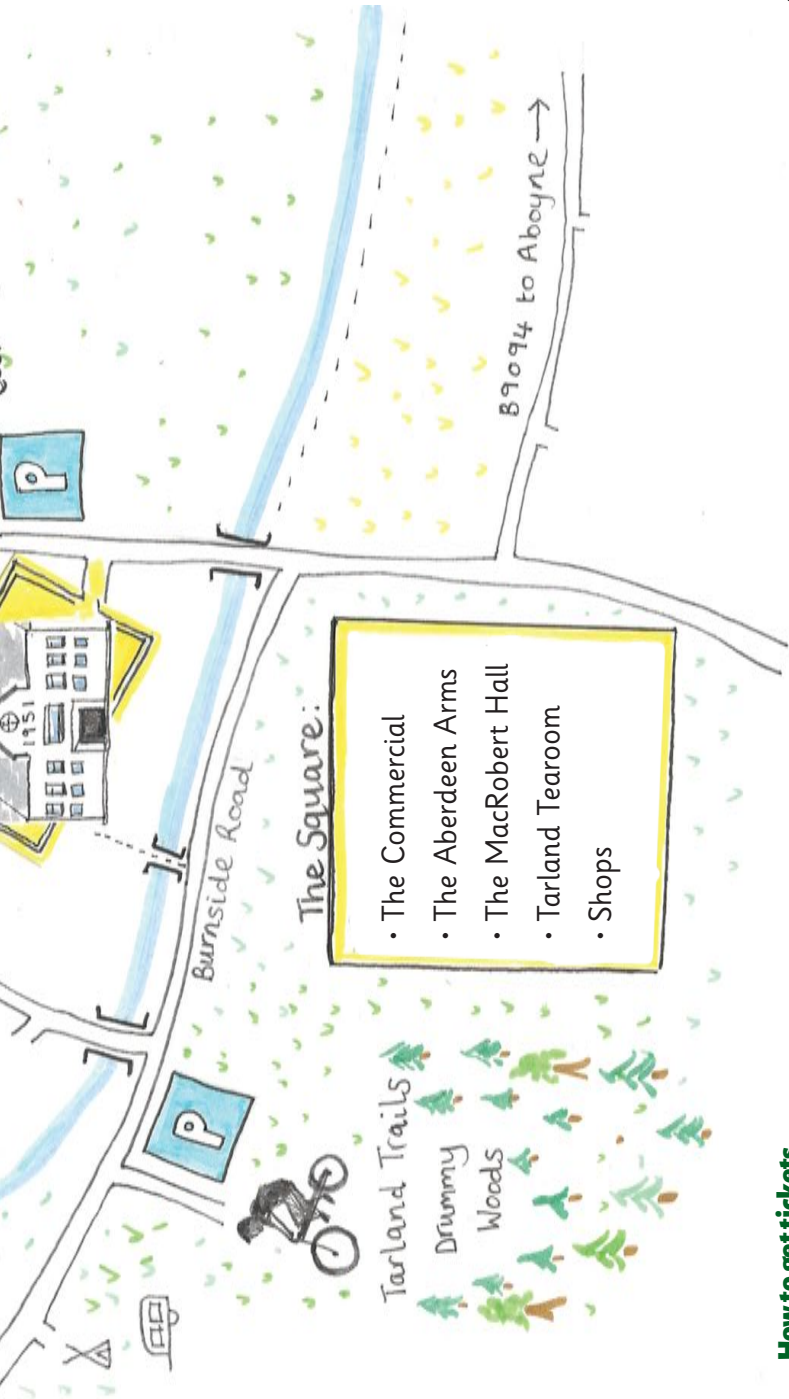 P
1951
B9094 to Aboyne →
Burnside Road
The Square:
• The Commercial
• The Aberdeen Arms
• The MacRobert Hall
• Tarland Tearoom
• Shops
P
Tarland Trails
Drummy
Woods
How to get tickets